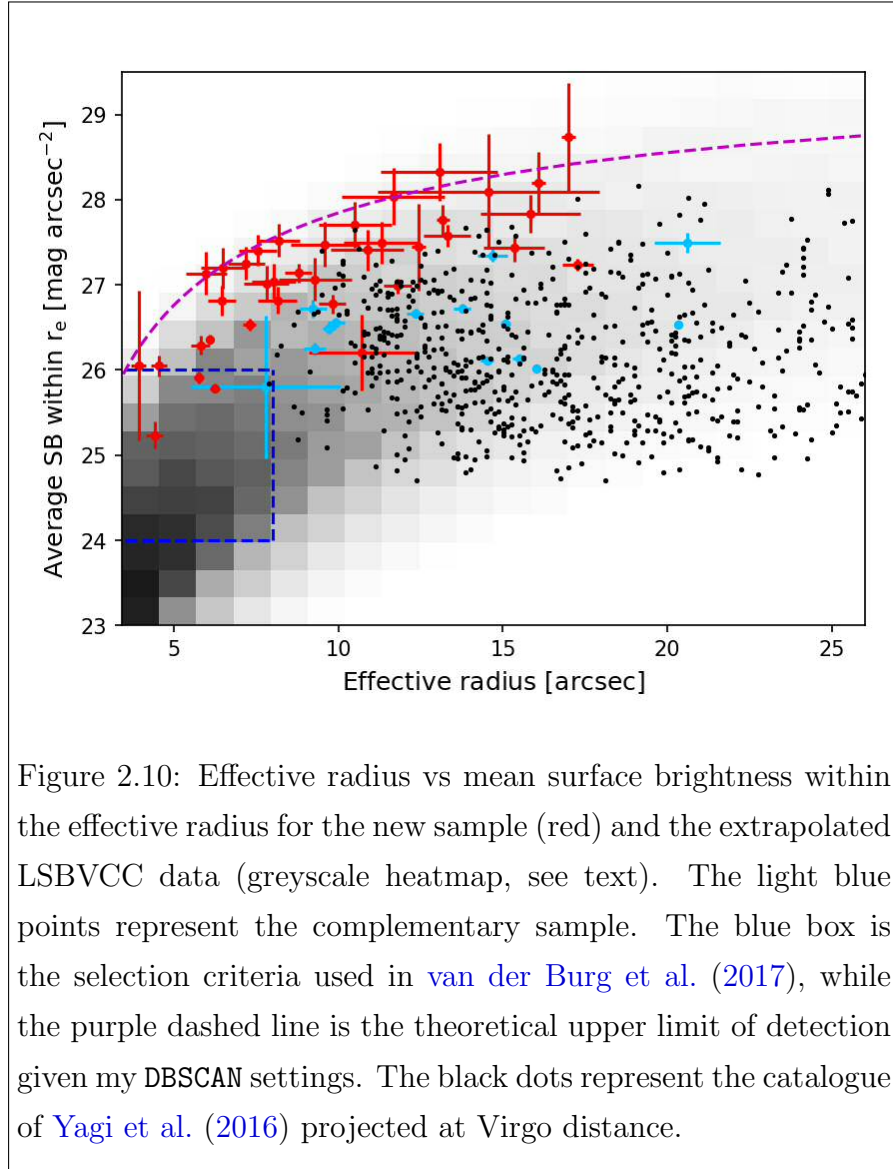 29
28
27
26
25
24
23
5
10
15
20
25
Average SB within rₑ [mag arcsec⁻²]
Effective radius [arcsec]
Figure 2.10: Effective radius vs mean surface brightness within
the effective radius for the new sample (red) and the extrapolated
LSBVCC data (greyscale heatmap, see text). The light blue
points represent the complementary sample. The blue box is
the selection criteria used in van der Burg et al. (2017), while
the purple dashed line is the theoretical upper limit of detection
given my DBSCAN settings. The black dots represent the catalogue
of Yagi et al. (2016) projected at Virgo distance.